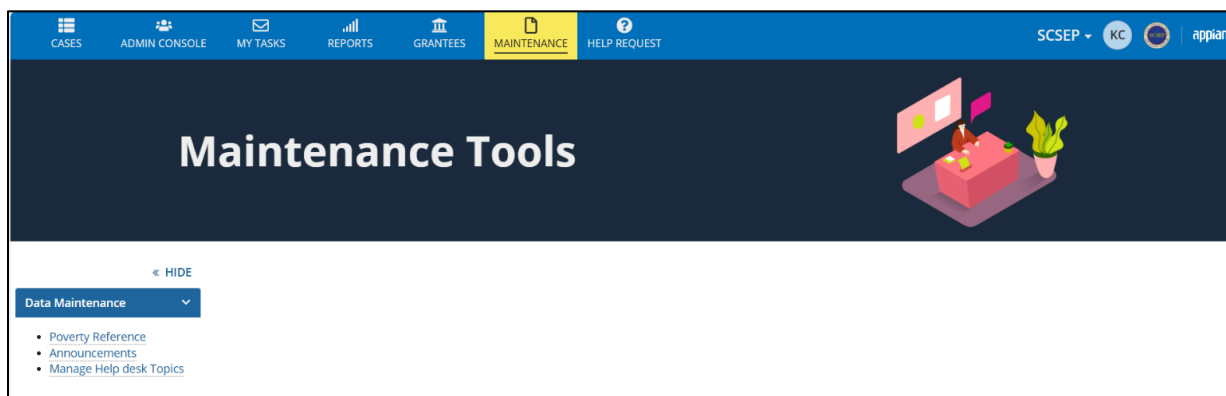 CASES
ADMIN CONSOLE
MY TASKS
REPORTS
GRANTEES
MAINTENANCE
HELP REQUEST
SCSEP
KC
appian
Maintenance Tools
« HIDE
Data Maintenance
• Poverty Reference
• Announcements
• Manage Help desk Topics